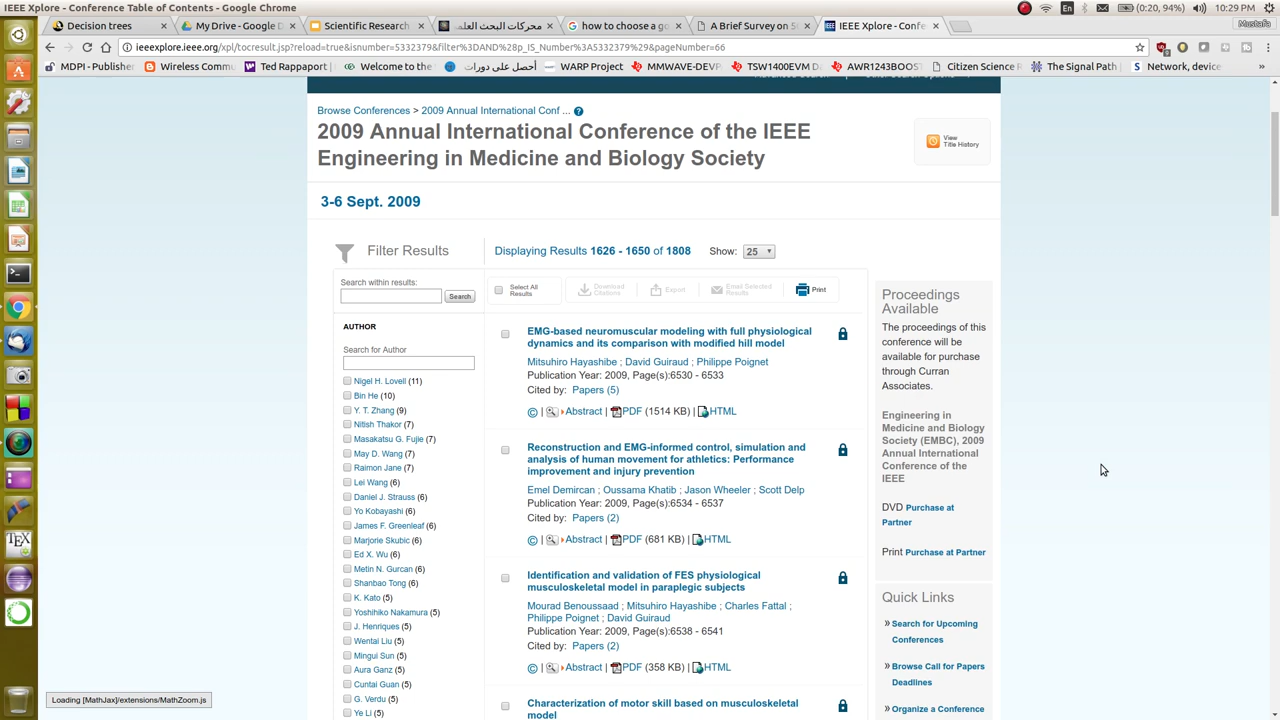 IEEE Xplore - Conference Table of Contents - Google Chrome
En
(0:20, 94%)
10:29 PM
Decision trees
My Drive - Google D
Scientific Research
محركات البحث العلم
how to choose a go
A Brief Survey on S
IEEE Xplore - Confe
Mostafa
ieeexplore.ieee.org/xpl/tocresult.jsp?reload=true&isnumber=5332379&filter%3DAND%28p_IS_Number%3A5332379%29&pageNumber=66
MDPI - Publisher
Wireless Commu
Ted Rappaport
Welcome to the
أحصل على دورات
WARP Project
MMWAVE-DEVP
TSW1400EVM D
AWR1243BOOS
Citizen Science R
The Signal Path |
Network, device
»
Browse Conferences > 2009 Annual International Conf ...
2009 Annual International Conference of the IEEE
Engineering in Medicine and Biology Society
View
Title History
3-6 Sept. 2009
Filter Results
Displaying Results 1626 - 1650 of 1808
Show: 25
Search within results:
Search
Select All
Results
Download
Citations
Export
Email Selected
Results
Print
AUTHOR
Search for Author
Nigel H. Lovell (11)
Bin He (10)
Y. T. Zhang (9)
Nitish Thakor (7)
Masakatsu G. Fujie (7)
May D. Wang (7)
Raimon Jane (7)
Lei Wang (6)
Daniel J. Strauss (6)
Yo Kobayashi (6)
James F. Greenleaf (6)
Marjorie Skubic (6)
Ed X. Wu (6)
Metin N. Gurcan (6)
Shanbao Tong (6)
K. Kato (5)
Yoshihiko Nakamura (5)
J. Henriques (5)
Wentai Liu (5)
Mingui Sun (5)
Aura Ganz (5)
Cuntai Guan (5)
G. Verdu (5)
Ye Li (5)
EMG-based neuromuscular modeling with full physiological
dynamics and its comparison with modified hill model
Mitsuhiro Hayashibe ; David Guiraud ; Philippe Poignet
Publication Year: 2009, Page(s):6530 - 6533
Cited by: Papers (5)
© | Abstract | PDF (1514 KB) | HTML
Reconstruction and EMG-informed control, simulation and
analysis of human movement for athletics: Performance
improvement and injury prevention
Emel Demircan ; Oussama Khatib ; Jason Wheeler ; Scott Delp
Publication Year: 2009, Page(s):6534 - 6537
Cited by: Papers (2)
© | Abstract | PDF (681 KB) | HTML
Identification and validation of FES physiological
musculoskeletal model in paraplegic subjects
Mourad Benoussaad ; Mitsuhiro Hayashibe ; Charles Fattal ;
Philippe Poignet ; David Guiraud
Publication Year: 2009, Page(s):6538 - 6541
Cited by: Papers (2)
© | Abstract | PDF (358 KB) | HTML
Characterization of motor skill based on musculoskeletal
model
Proceedings
Available
The proceedings of this
conference will be
available for purchase
through Curran
Associates.
Engineering in
Medicine and Biology
Society (EMBC), 2009
Annual International
Conference of the
IEEE
DVD Purchase at
Partner
Print Purchase at Partner
Quick Links
» Search for Upcoming
Conferences
» Browse Call for Papers
Deadlines
» Organize a Conference
Loading [MathJax]/extensions/MathZoom.js